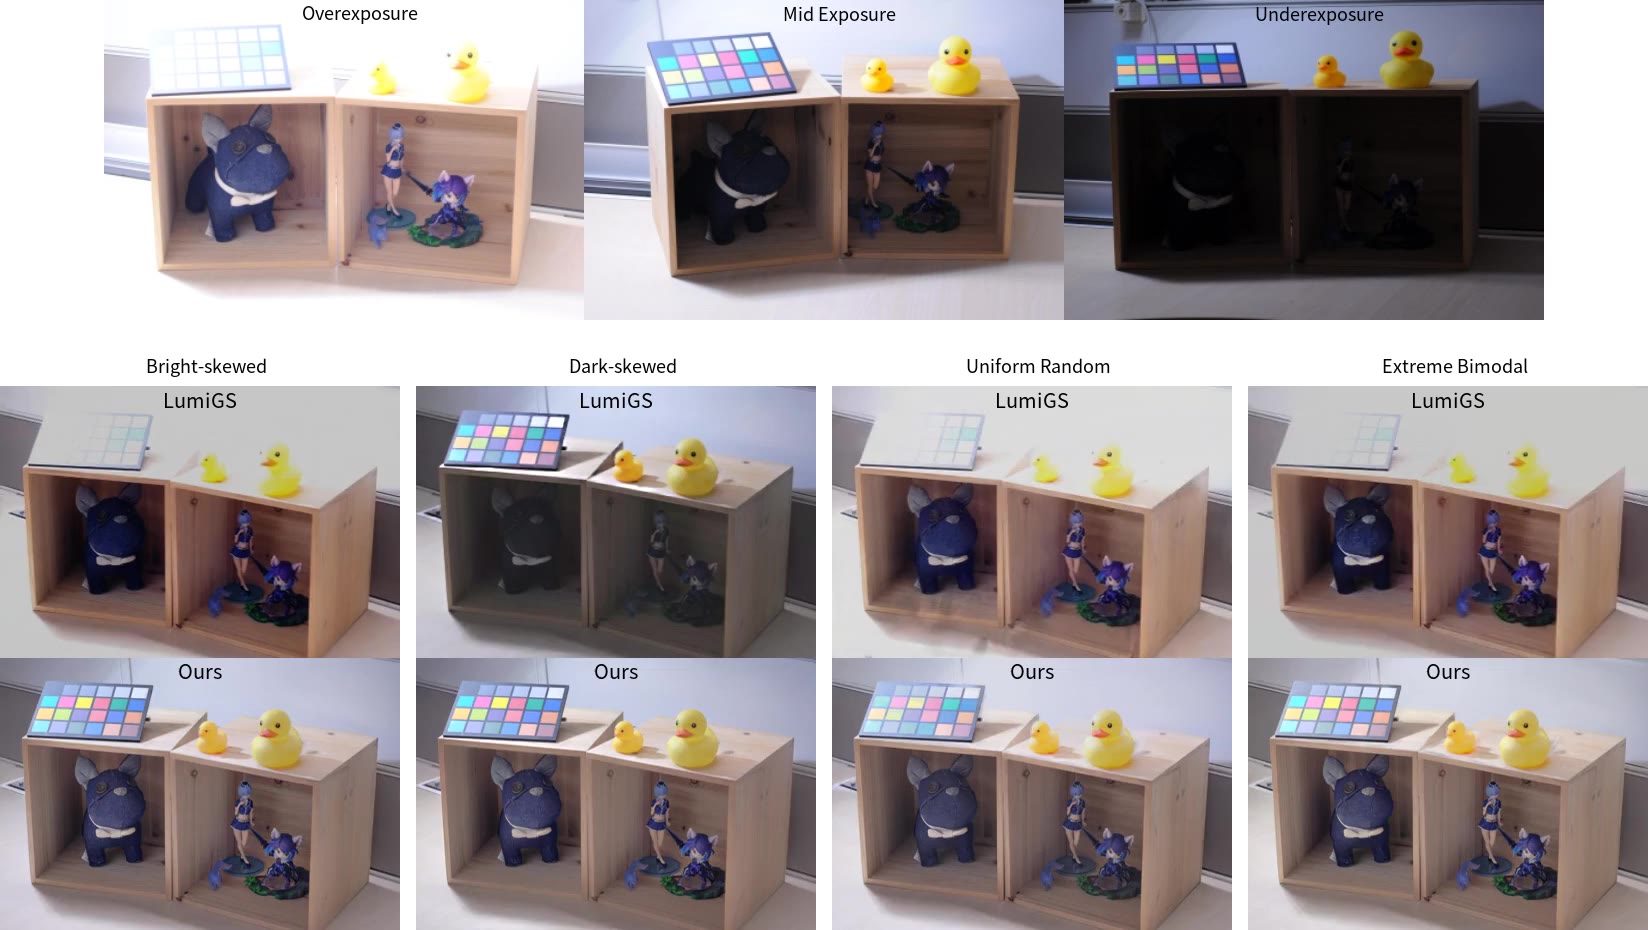 Overexposure
Mid Exposure
Underexposure
Bright-skewed
Dark-skewed
Uniform Random
Extreme Bimodal
LumiGS
LumiGS
LumiGS
LumiGS
Ours
Ours
Ours
Ours